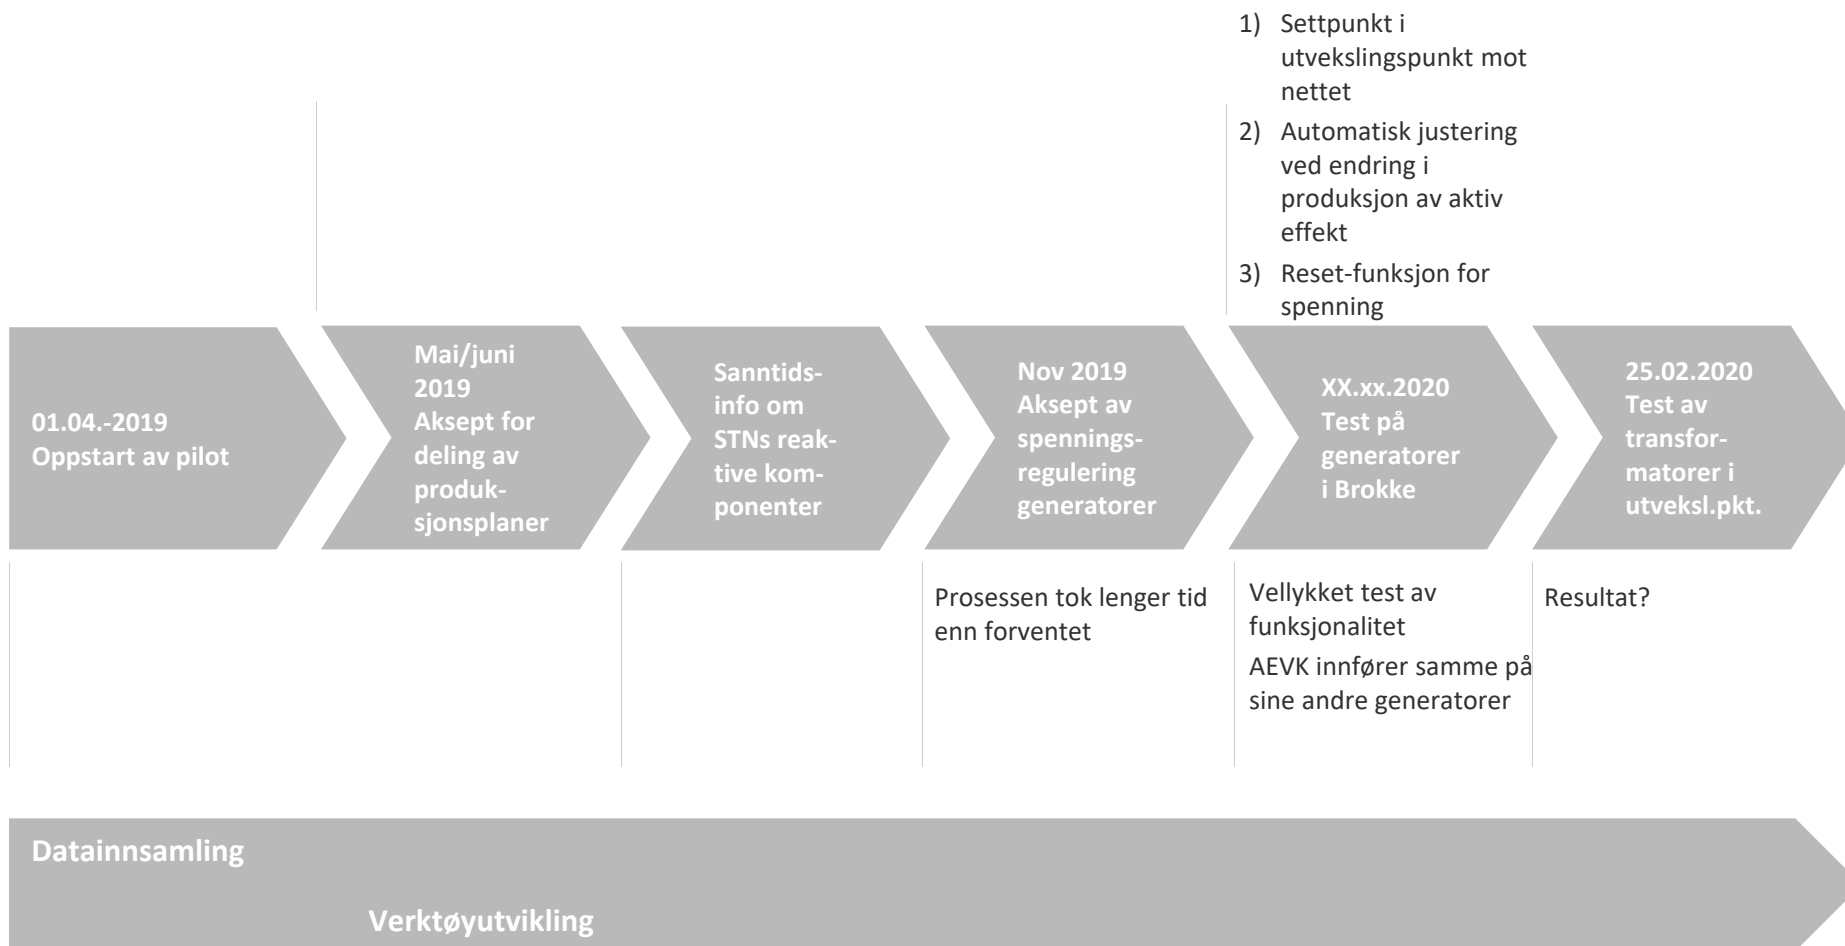 1) Settpunkt i
utvekslingspunkt mot
nettet
2) Automatisk justering
ved endring i
produksjon av aktiv
effekt
3) Reset-funksjon for
spenning
01.04.-2019
Oppstart av pilot
Mai/juni
2019
Aksept for
deling av
produk-
sjonsplaner
Sanntids-
info om
STNs reak-
tive kom-
ponenter
Nov 2019
Aksept av
spennings-
regulering
generatorer
XX.xx.2020
Test på
generatorer
i Brokke
25.02.2020
Test av
transfor-
matorer i
utveksl.pkt.
Prosessen tok lenger tid
enn forventet
Vellykket test av
funksjonalitet
AEVK innfører samme på
sine andre generatorer
Resultat?
Datainnsamling
Verktøyutvikling